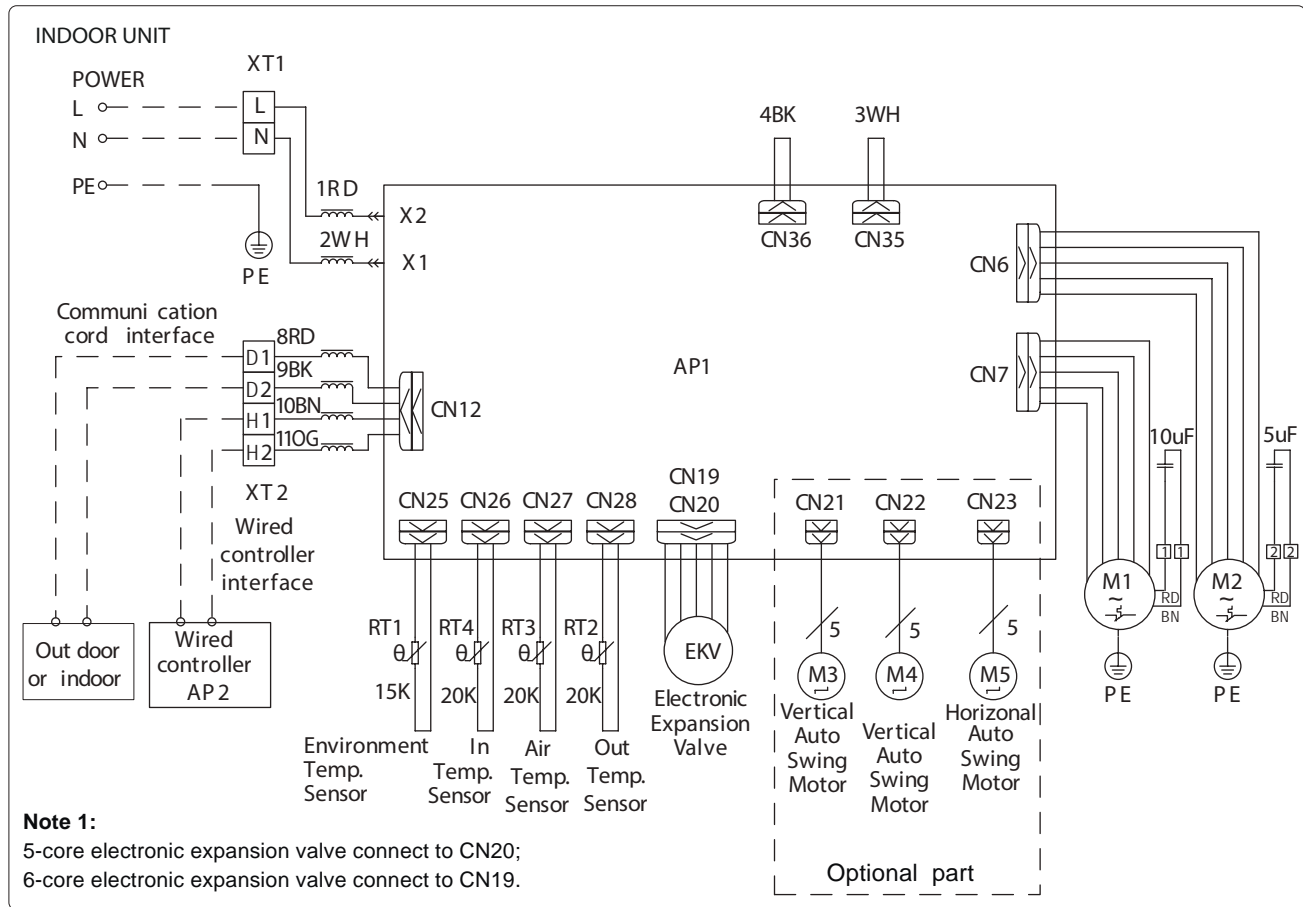 INDOOR UNIT
POWER
XT1
L
L
N
N
PE
PE
1RD
X2
2WH
X1
4BK
3WH
CN36
CN35
CN6
CN7
AP1
Communi cation
cord interface
8RD
D1
9BK
D2
10BN
H1
11OG
H2
CN12
XT2
Wired
controller
interface
Out door
or indoor
Wired
controller
AP2
CN25
CN26
CN27
CN28
CN19
CN20
CN21
CN22
CN23
RT1
θ
15K
RT4
θ
20K
RT3
θ
20K
RT2
θ
20K
EKV
Environment
Temp.
Sensor
In
Temp.
Sensor
Air
Temp.
Sensor
Out
Temp.
Sensor
Electronic
Expansion
Valve
5
M3
Vertical
Auto
Swing
Motor
5
M4
Vertical
Auto
Swing
Motor
5
M5
Horizonal
Auto
Swing
Motor
Optional part
10uF
1 1
M1
~
RD
BN
PE
5uF
2 2
M2
~
RD
BN
PE
Note 1:
5-core electronic expansion valve connect to CN20;
6-core electronic expansion valve connect to CN19.